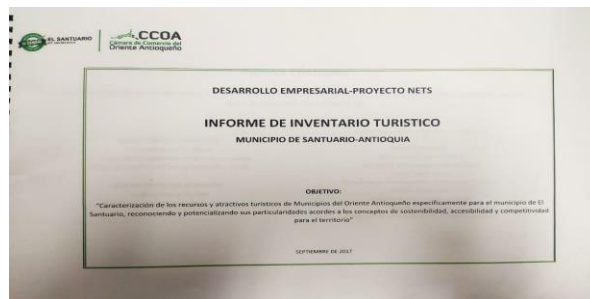 EL SANTUARIO
CCOA
Cámara de Comercio del
Oriente Antioqueño
DESARROLLO EMPRESARIAL-PROYECTO NETS
INFORME DE INVENTARIO TURISTICO
MUNICIPIO DE SANTUARIO-ANTIOQUIA
OBJETIVO:
"Caracterización de los recursos y atractivos turísticos de Municipios del Oriente Antioqueño específicamente para el municipio de El
Santuario, reconociendo y potencializando sus particularidades acordes a los conceptos de sostenibilidad, accesibilidad y competitividad
para el territorio"
SEPTIEMBRE DE 2017